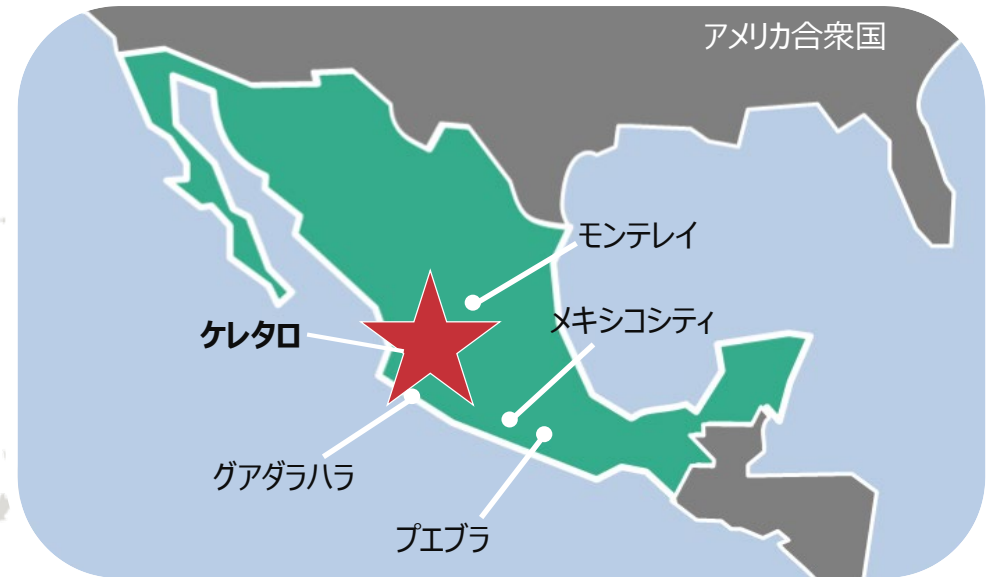 アメリカ合衆国
モンテレイ
メキシコシティ
ケレタロ
グアダラハラ
プエブラ